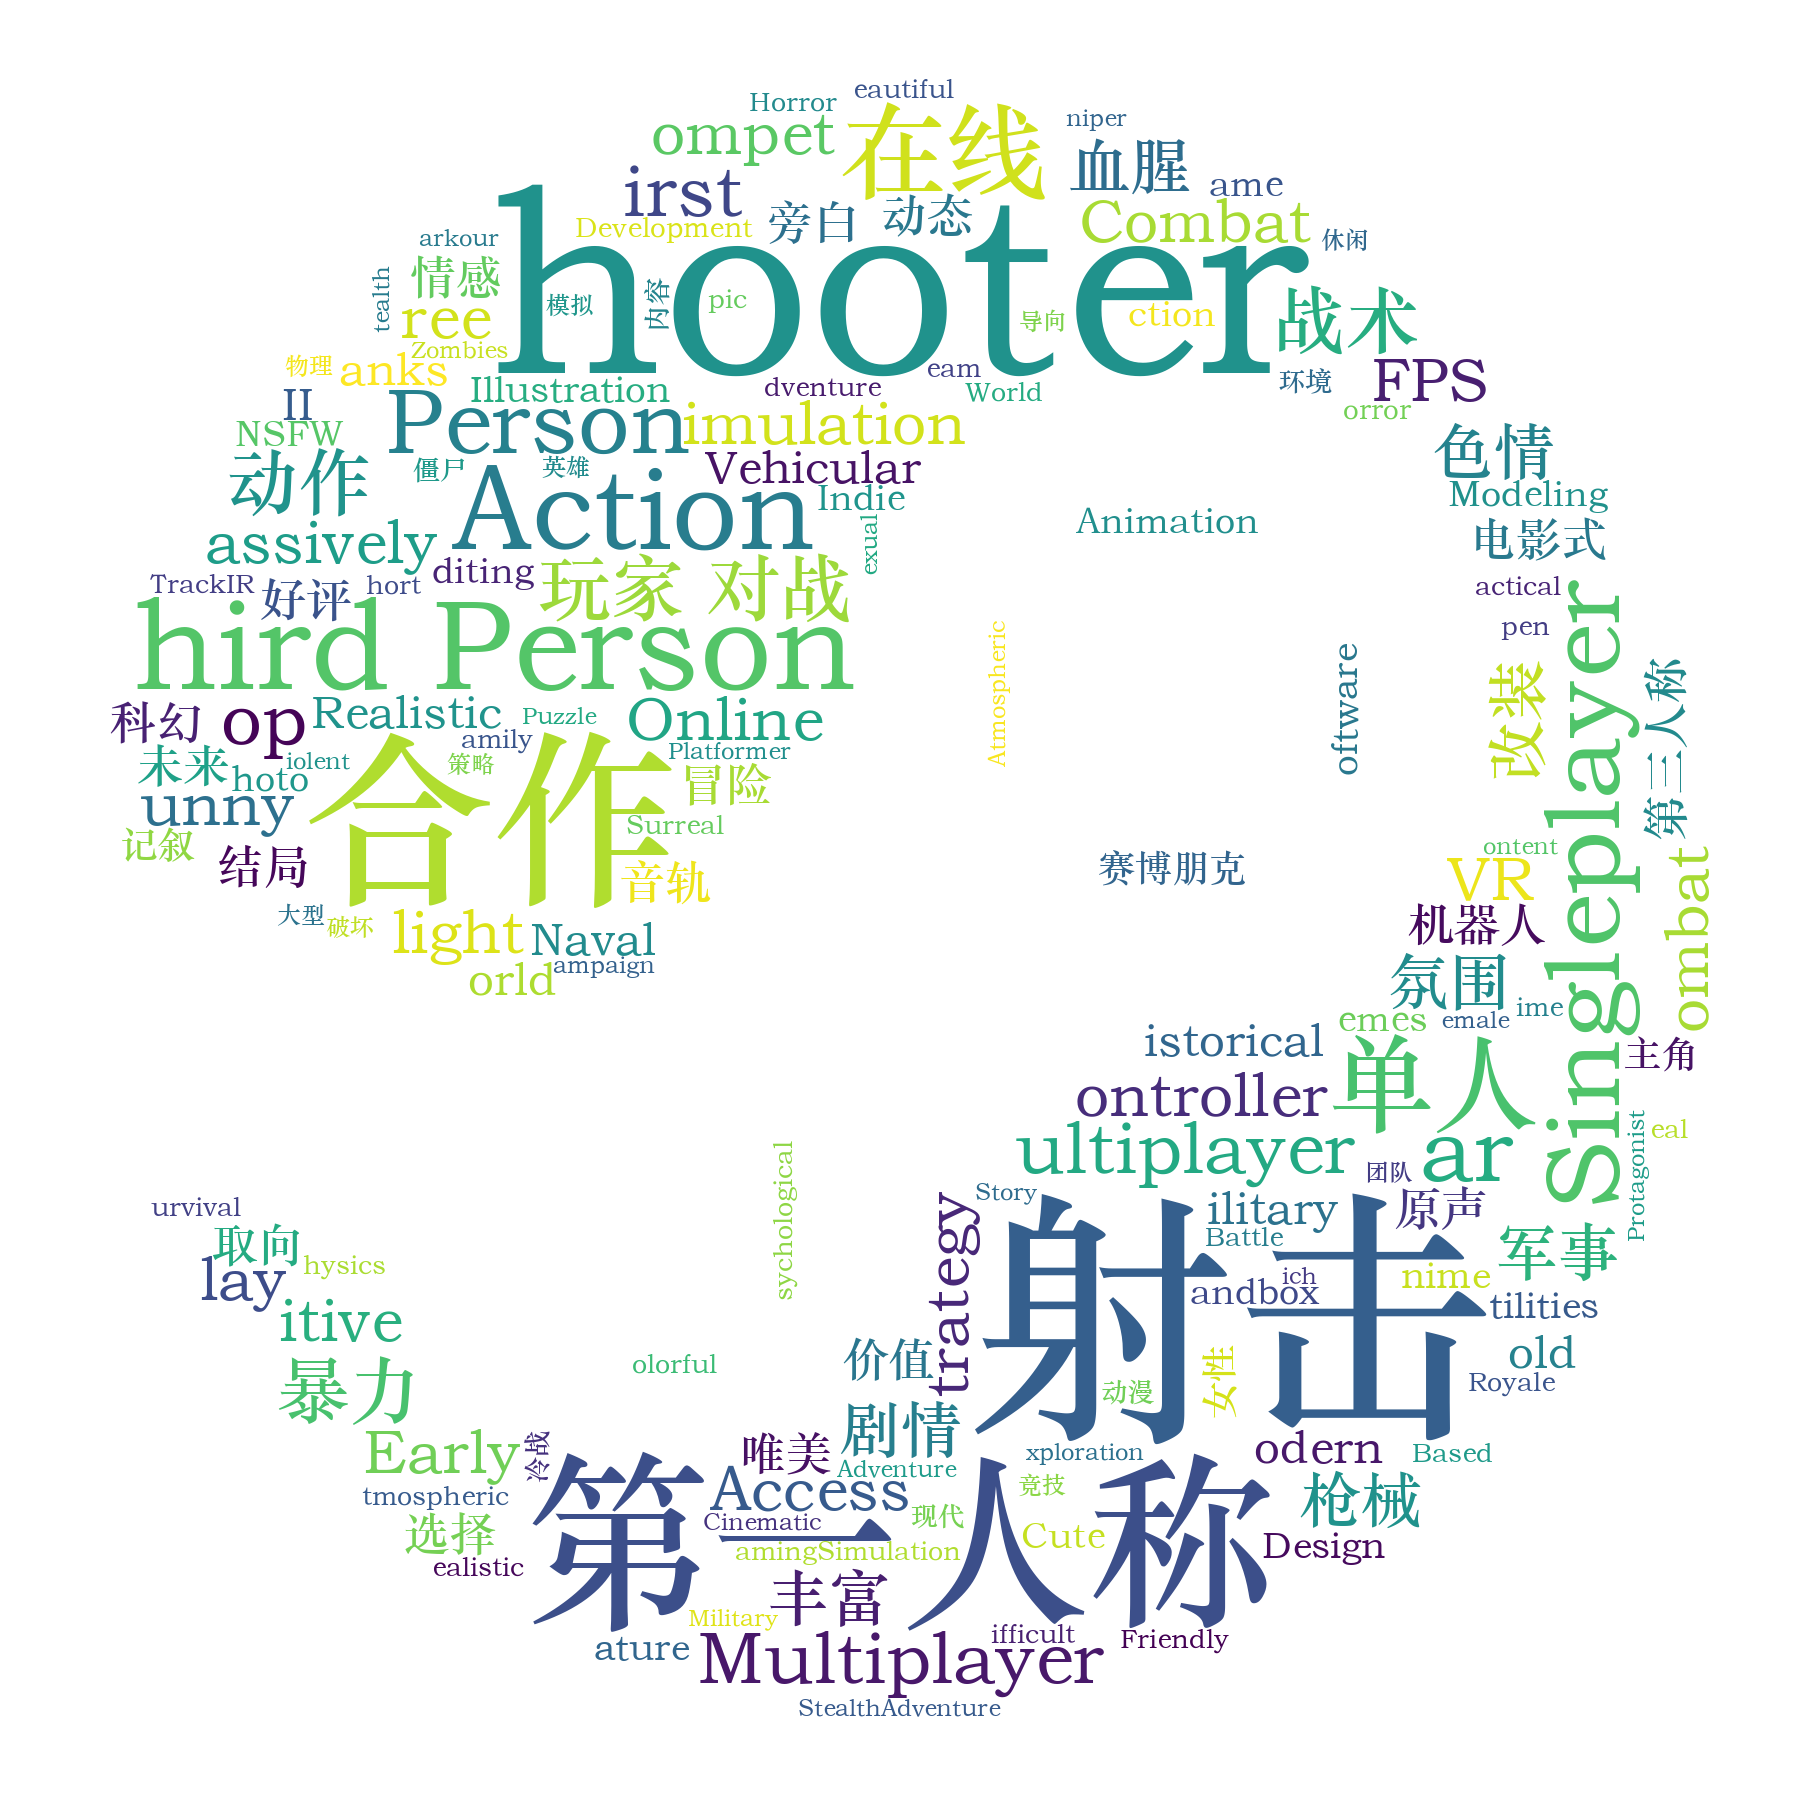 Horror
eautiful
niper
ompet
在线
血腥
irst
ame
Development
旁白
动态
Combat
休闲
arkour
hooter
情感
tealth
模拟
内容
pic
导向
ction
战术
ree
Zombies
物理
anks
Illustration
dventure
eam
World
环境
FPS
II
orror
NSFW
Person
imulation
色情
动作
僵尸
英雄
Vehicular
Indie
Modeling
Action
exual
Animation
电影式
assively
diting
玩家 对战
TrackIR
好评
hort
actical
hird Person
Atmospheric
oftware
pen
改装
Singleplayer
第三人称
科幻
op
Realistic
Puzzle
Online
amily
Platformer
未来
hoto
iolent
策略
合作
冒险
unny
Surreal
记叙
结局
音轨
赛博朋克
ontent
VR
ombat
大型
破坏
light
Naval
机器人
ampaign
orld
氛围
ime
emes
emale
istorical
单人
主角
ontroller
ultiplayer
ar
eal
Protagonist
sychological
团队
urvival
Story
ilitary
原声
取向
hysics
trategy
射击
Battle
军事
lay
ich
andbox
nime
tilities
itive
olorful
价值
女性
old
暴力
动漫
Royale
剧情
Early
冷战
唯美
xploration
odern
Based
Adventure
第一人称
tmospheric
Access
竞技
枪械
选择
Cinematic
现代
Cute
Design
ealistic
amingSimulation
丰富
Military
ature
Multiplayer
ifficult
Friendly
StealthAdventure